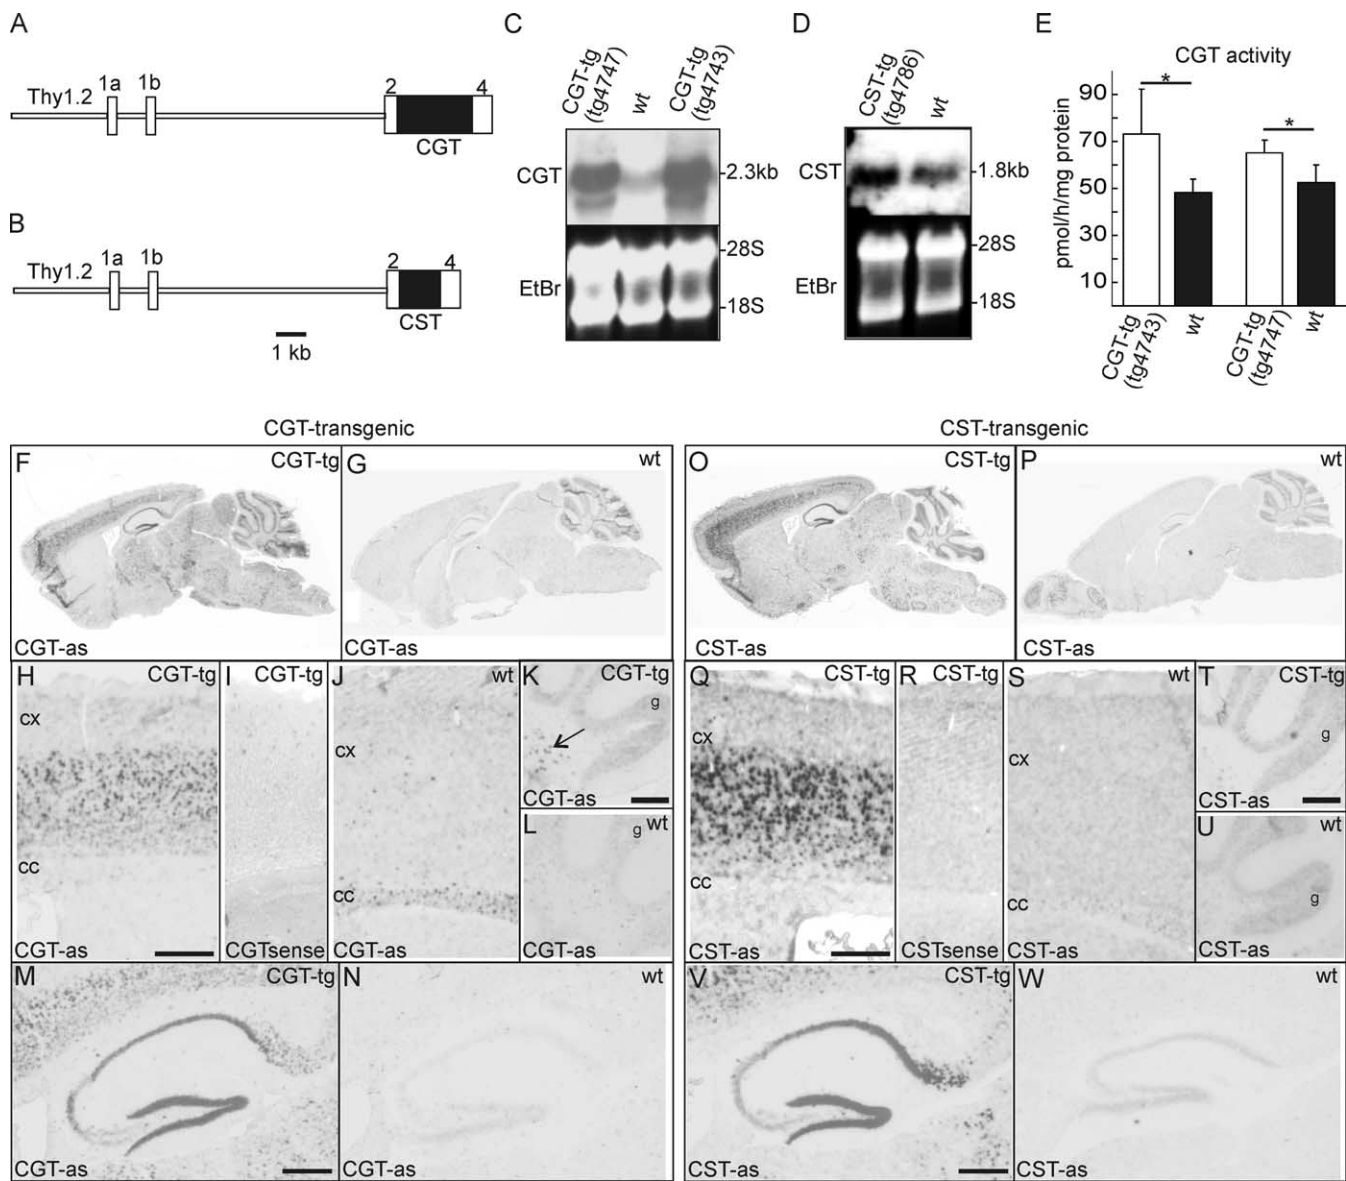 A
Thy1.2
1a
1b
2
4
CGT
B
Thy1.2
1a
1b
2
4
CST
1 kb
C
CGT-tg
(tg4747)
wt
CGT-tg
(tg4743)
CGT
-2.3kb
-28S
EtBr
-18S
D
CST-tg
(tg4786)
wt
CST
-1.8kb
-28S
EtBr
-18S
E
CGT activity
pmol/h/mg protein
90
70
50
30
10
*
*
CGT-tg
(tg4743)
wt
CGT-tg
(tg4747)
wt
CGT-transgenic
CST-transgenic
F
CGT-tg
CGT-as
G
wt
CGT-as
O
CST-tg
CST-as
P
wt
CST-as
H
CGT-tg
cx
cc
CGT-as
I
CGT-tg
CGTsense
J
wt
cx
cc
CGT-as
K
CGT-tg
g
CGT-as
L
g
wt
CGT-as
Q
CST-tg
cx
cc
CST-as
R
CST-tg
CSTsense
S
wt
cx
cc
CST-as
T
CST-tg
g
CST-as
U
wt
g
CST-as
M
CGT-tg
CGT-as
N
wt
CGT-as
V
CST-tg
CST-as
W
wt
CST-as